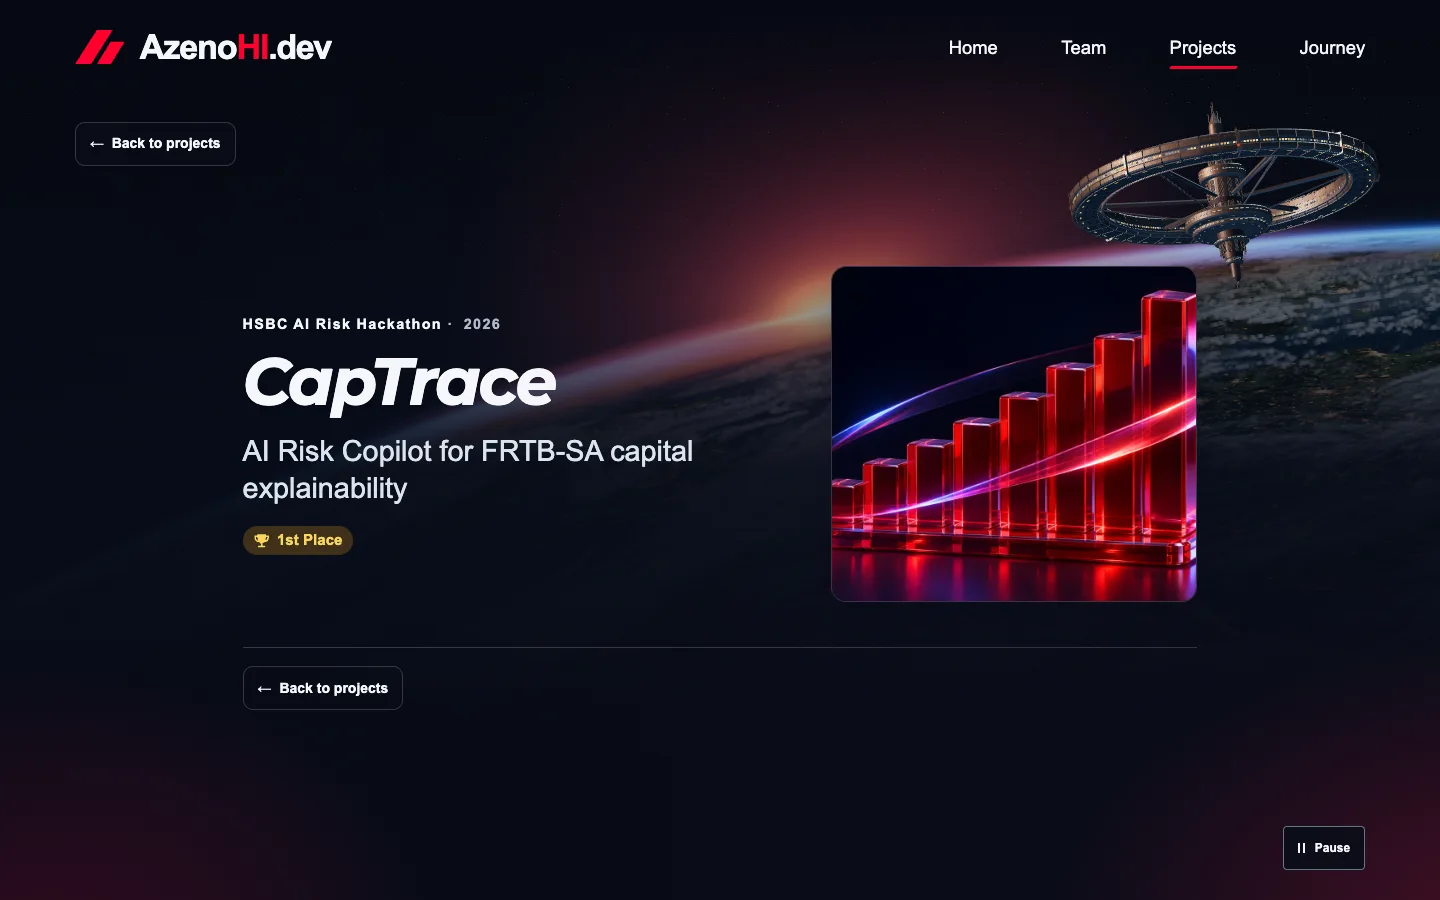 AzenoHI.dev
Home
Team
Projects
Journey
← Back to projects
HSBC AI Risk Hackathon · 2026
CapTrace
AI Risk Copilot for FRTB-SA capital
explainability
1st Place
← Back to projects
Pause